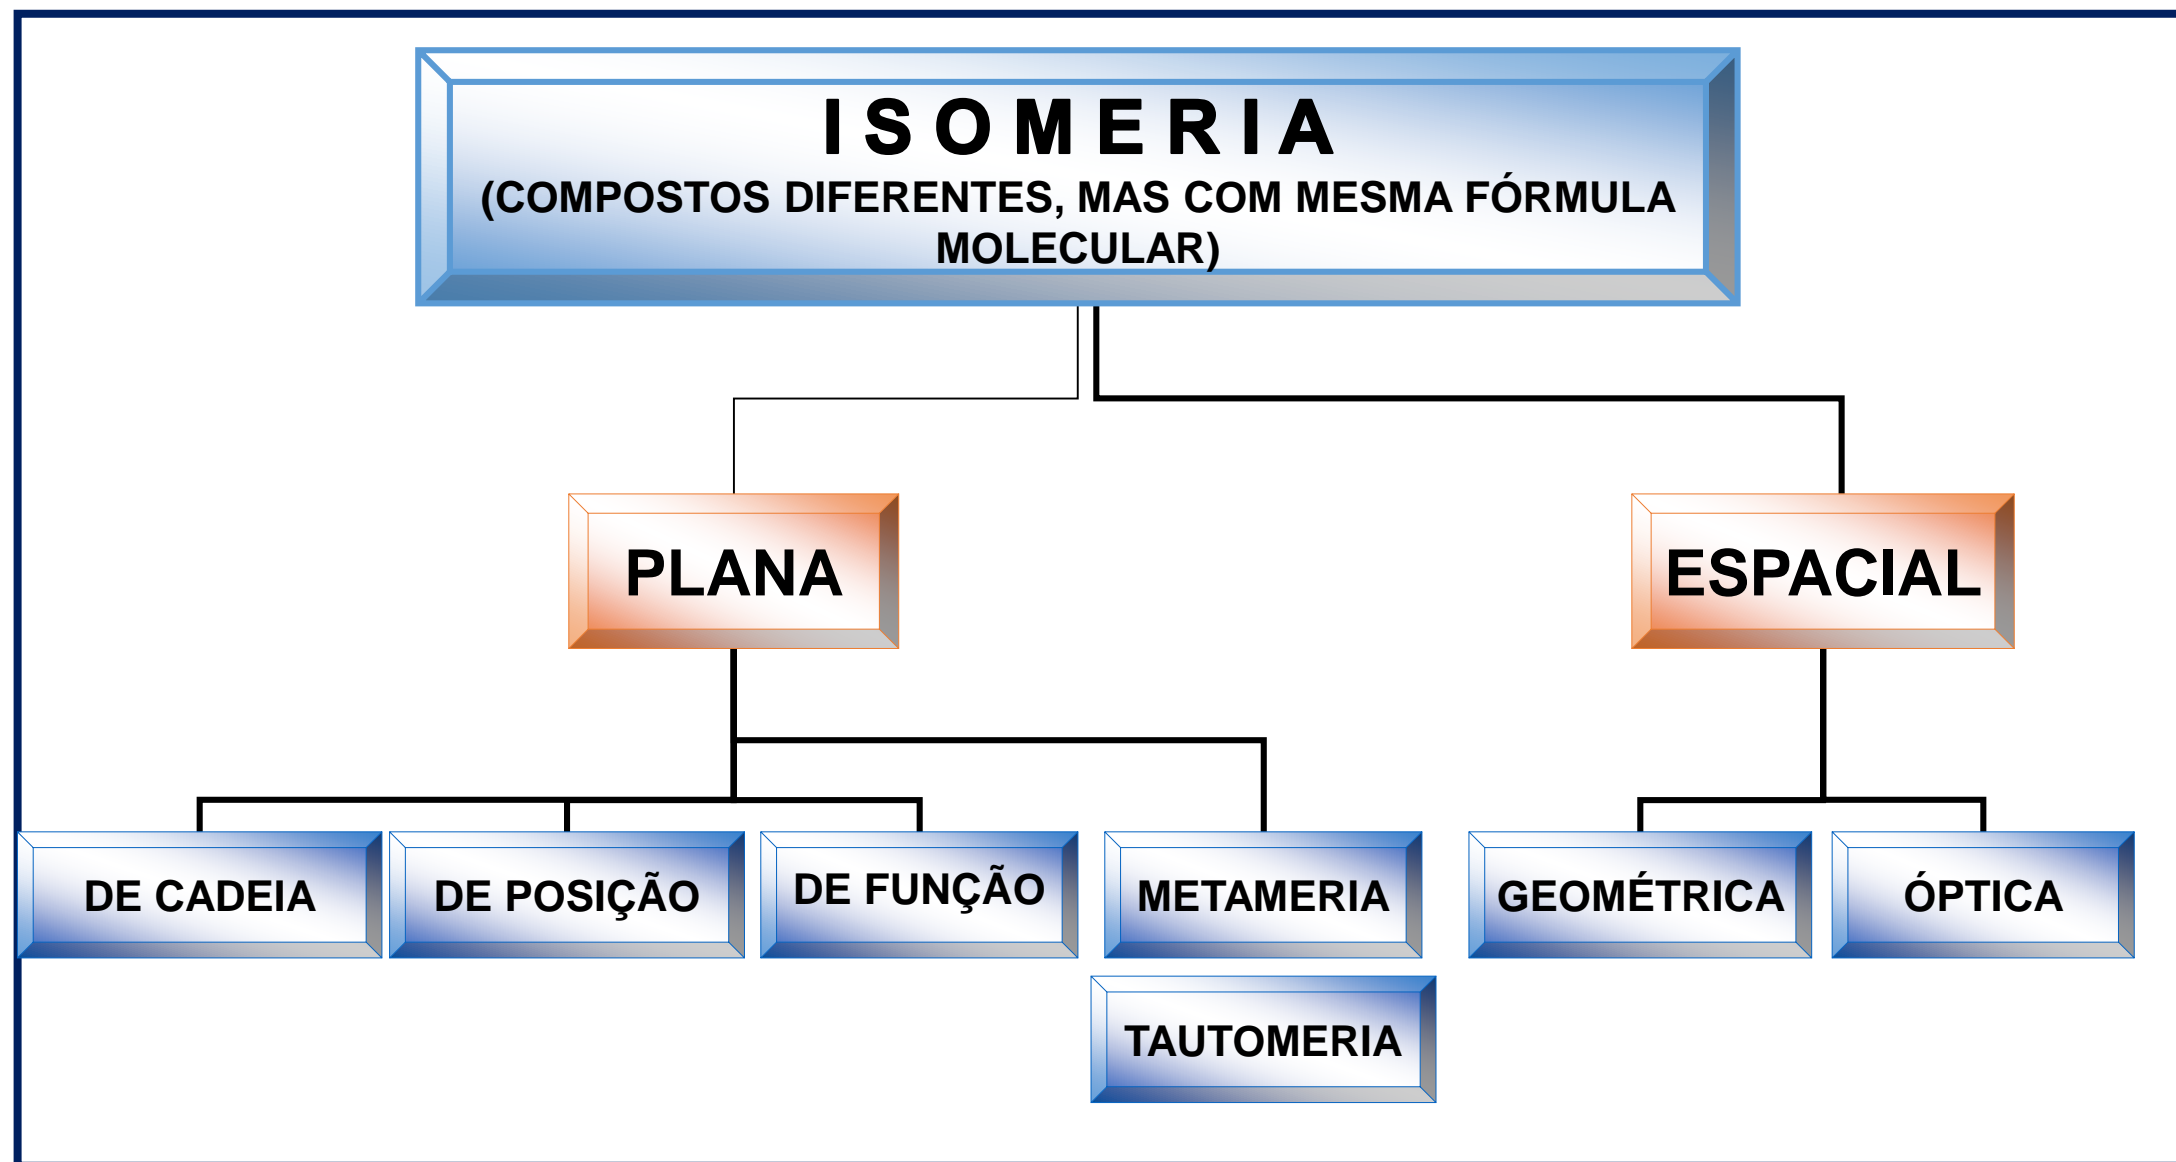 I S O M E R I A
(COMPOSTOS DIFERENTES, MAS COM MESMA FÓRMULA
MOLECULAR)
PLANA
ESPACIAL
DE CADEIA
DE POSIÇÃO
DE FUNÇÃO
METAMERIA
GEOMÉTRICA
ÓPTICA
TAUTOMERIA